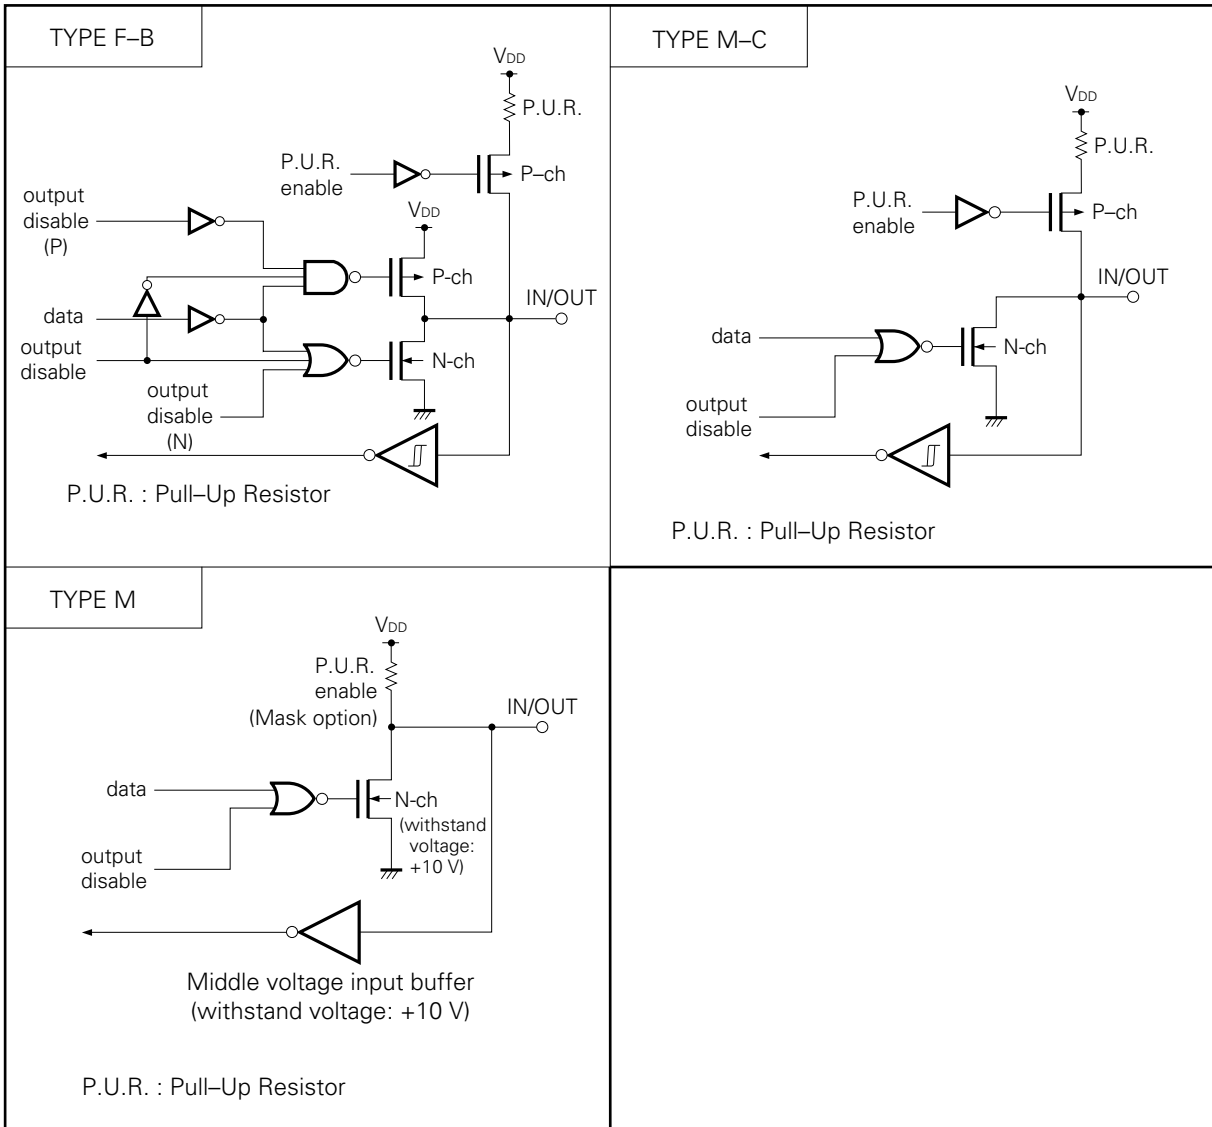 TYPE F–B
VDD
P.U.R.
P.U.R.
enable
P–ch
output
disable
(P)
VDD
P-ch
IN/OUT
data
output
disable
N-ch
output
disable
(N)
P.U.R. : Pull–Up Resistor
TYPE M–C
VDD
P.U.R.
P.U.R.
enable
P–ch
IN/OUT
data
N-ch
output
disable
P.U.R. : Pull–Up Resistor
TYPE M
VDD
P.U.R.
enable
(Mask option)
IN/OUT
data
N-ch
(withstand
voltage:
+10 V)
output
disable
Middle voltage input buffer
(withstand voltage: +10 V)
P.U.R. : Pull–Up Resistor